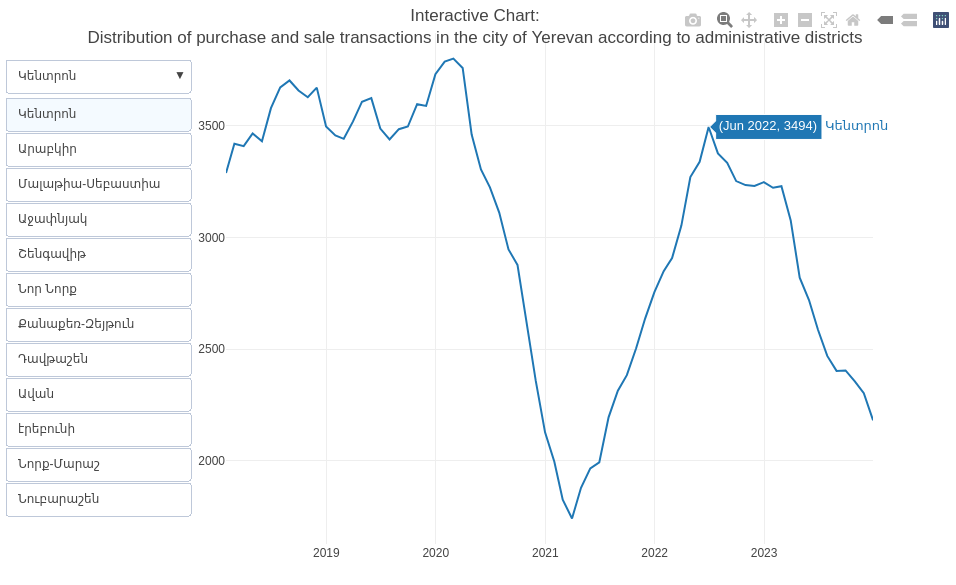 Interactive Chart:
Distribution of purchase and sale transactions in the city of Yerevan according to administrative districts
Կենտրոն ▼
Կենտրոն
Արաբկիր
Մալաթիա-Սեբաստիա
Աջափնյակ
Շենգավիթ
Նոր Նորք
Քանաքեռ-Զեյթուն
Դավթաշեն
Ավան
էրեբունի
Նորք-Մարաշ
Նուբարաշեն
3500
3000
2500
2000
(Jun 2022, 3494) Կենտրոն
2019 2020 2021 2022 2023